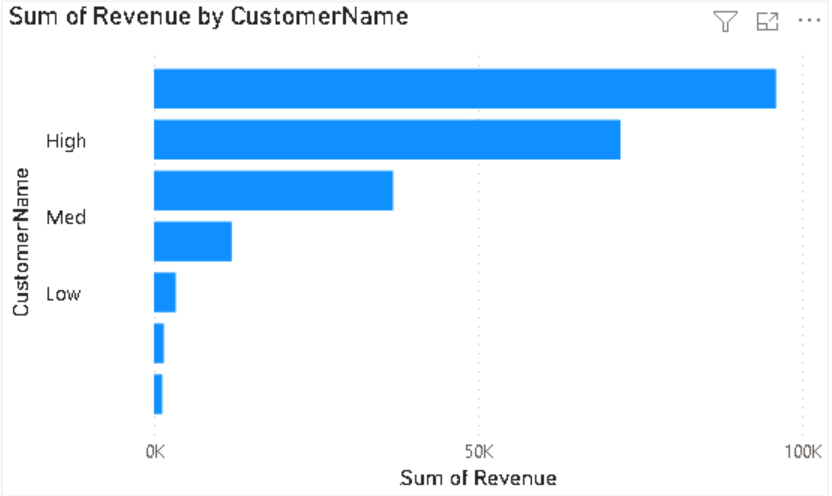 Sum of Revenue by CustomerName
CustomerName
High
Med
Low
0K 50K 100K
Sum of Revenue